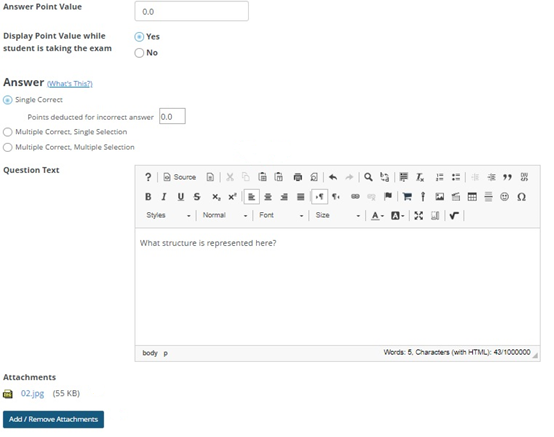 Answer Point Value
0.0
Display Point Value while
student is taking the exam
Yes
No
Answer (What's This?)
Single Correct
Points deducted for incorrect answer 0.0
Multiple Correct, Single Selection
Multiple Correct, Multiple Selection
Question Text
? Source
B I U S x₂ x² Ω
Styles Normal Font Size A A
What structure is represented here?
body p
Words: 5, Characters (with HTML): 43/1000000
Attachments
02.jpg (55 KB)
Add / Remove Attachments